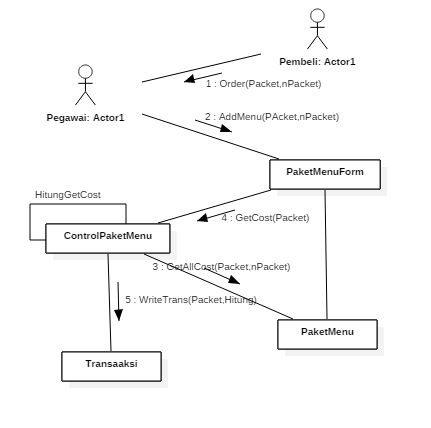 Pembeli: Actor1
1 : Order(Packet,nPacket)
Pegawai: Actor1
2 : AddMenu(PAcket,nPacket)
PaketMenuForm
HitungGetCost
4 : GetCost(Packet)
ControlPaketMenu
3 : GetAllCost(Packet,nPacket)
5 : WriteTrans(Packet,Hitung)
PaketMenu
Transaaksi